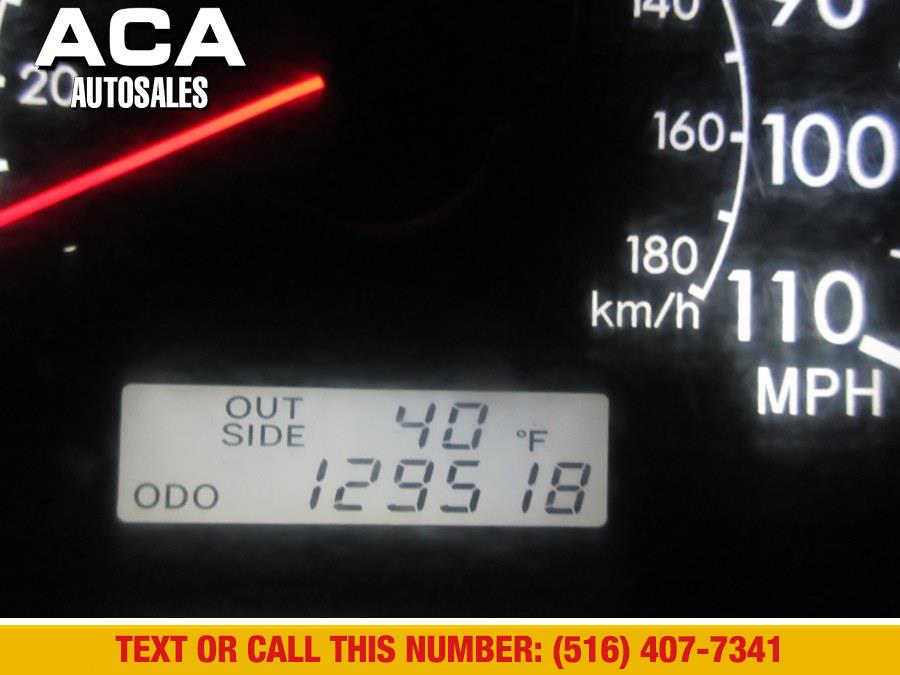 ACA
AUTOSALES
20
140
90
160
100
180
km/h
110
MPH
OUT
SIDE
40 °F
ODO 129518
TEXT OR CALL THIS NUMBER: (516) 407-7341